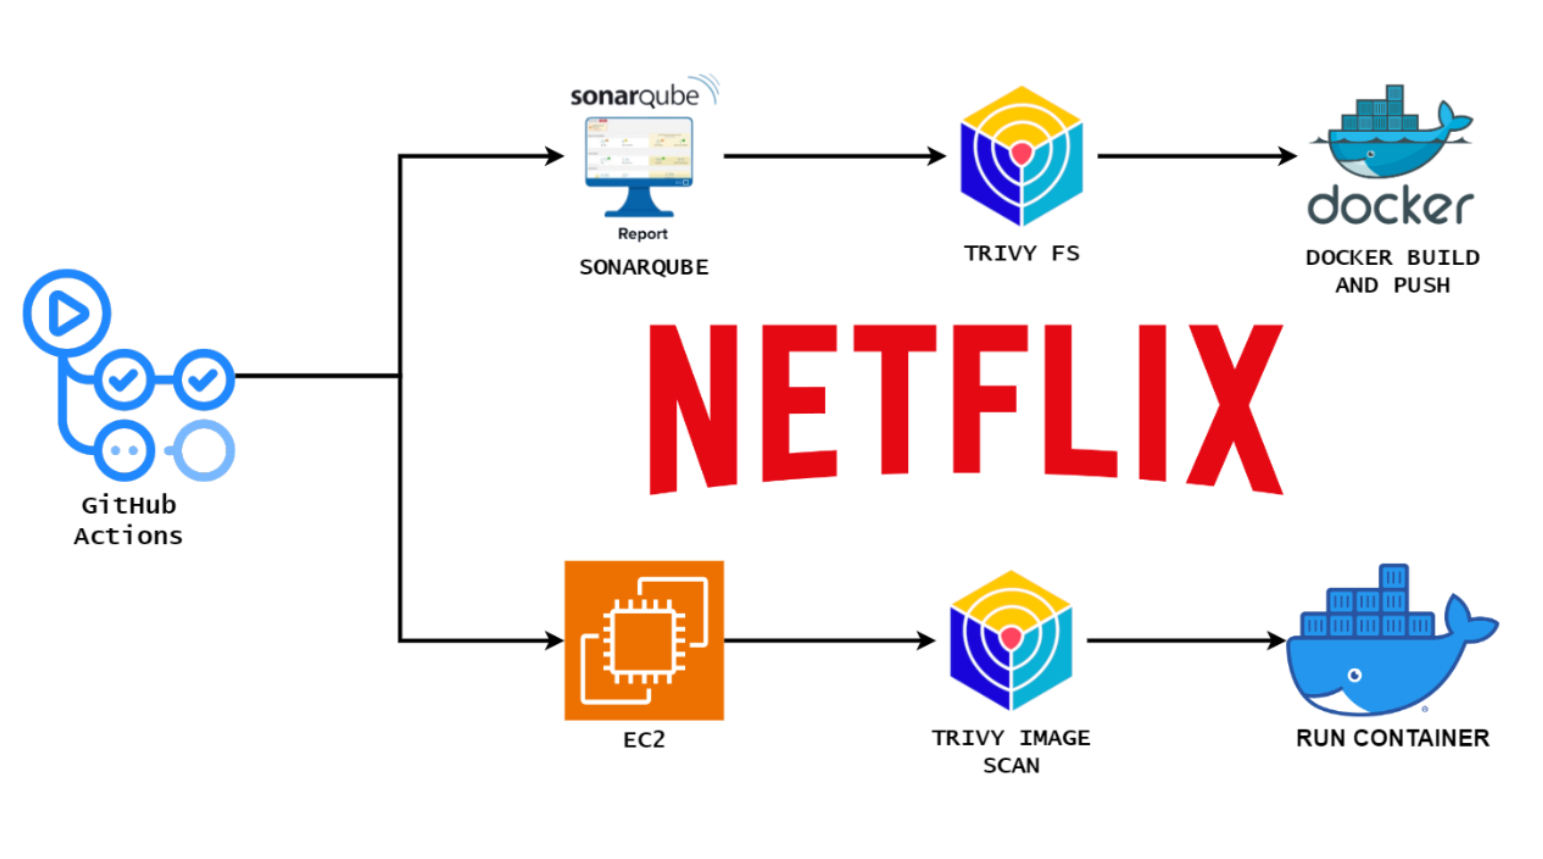 sonarqube
Report
SONARQUBE
TRIVY FS
docker
DOCKER BUILD
AND PUSH
GitHub
Actions
NETFLIX
EC2
TRIVY IMAGE
SCAN
RUN CONTAINER